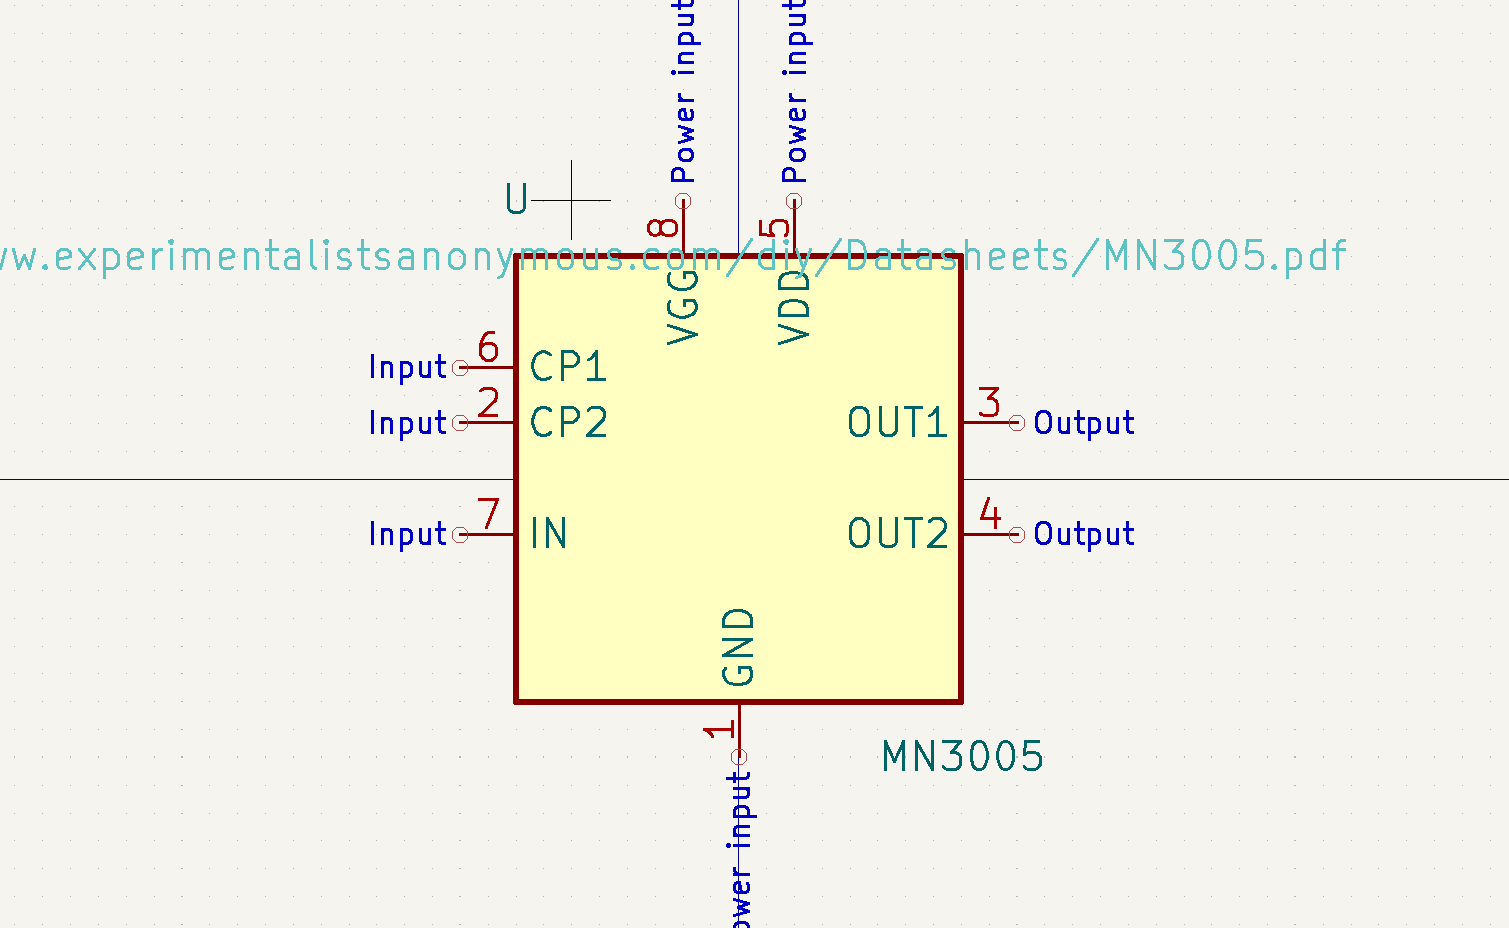 Power input
Power input
U
8
5
w.experimentalistsanonymous.com/diy/Datasheets/MN3005.pdf
VGG
VDD
Input 6 CP1
Input 2 CP2
OUT1 3 Output
Input 7 IN
OUT2 4 Output
GND
1
MN3005
ower input